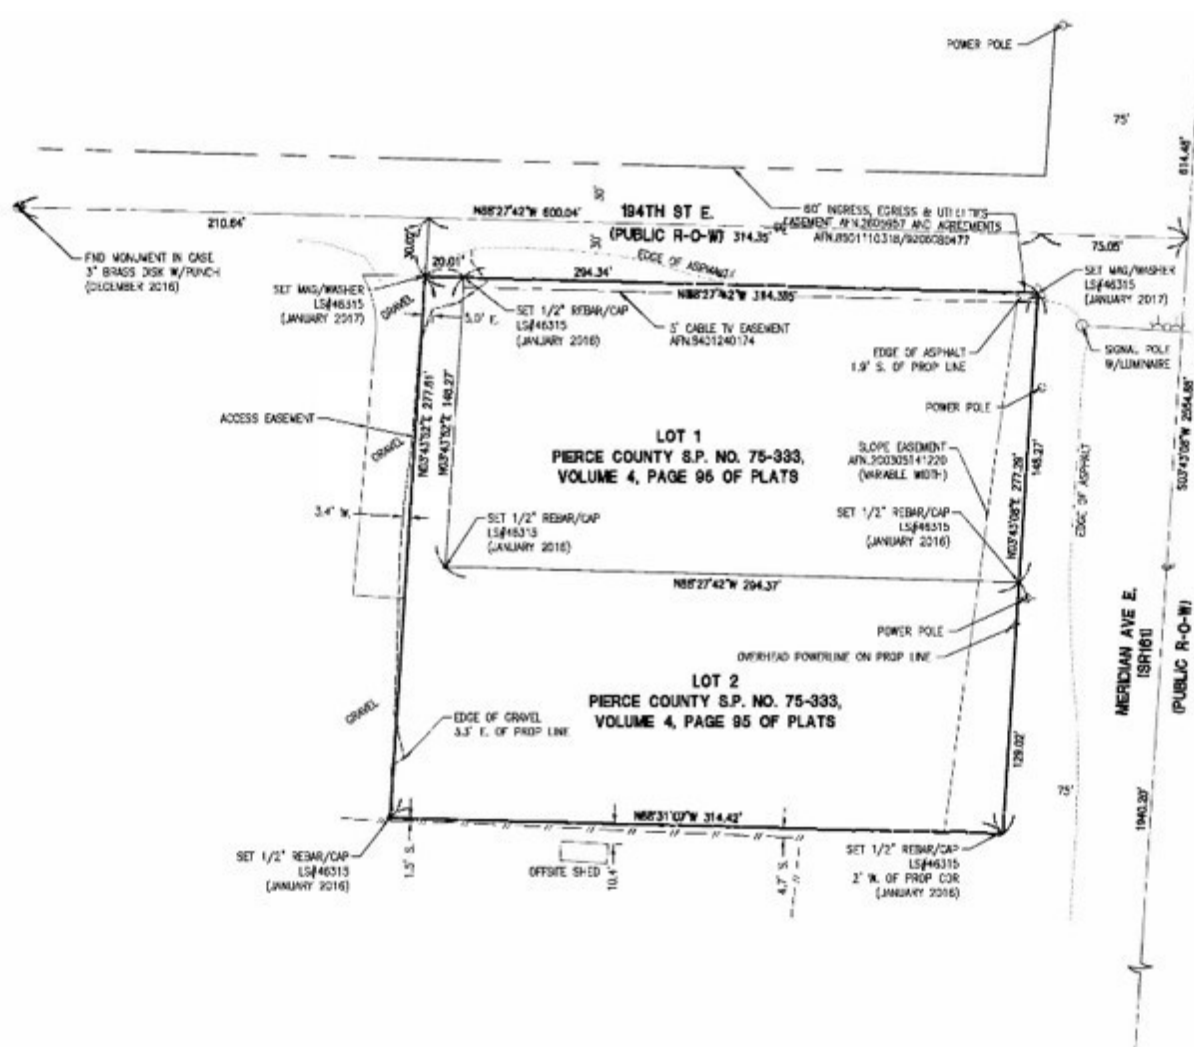 POWER POLE
75'
614.48'
210.64'
N88°27'42"W 600.04'
30'
194TH ST E.
(PUBLIC R-O-W) 314.35'
60' INGRESS, EGRESS & UTILITIES
EASEMENT AFN.2605957 AND AGREEMENTS
AFN.8901110318/9206080477
75.05'
30.02'
30'
EDGE OF ASPHALT
FND MONUMENT IN CASE
3" BRASS DISK W/PUNCH
(DECEMBER 2016)
20.01'
294.34'
SET MAG/WASHER
LS#46315
(JANUARY 2017)
SET MAG/WASHER
LS#46315
(JANUARY 2017)
GRAVEL
5.0' E.
SET 1/2" REBAR/CAP
LS#46315
(JANUARY 2016)
5' CABLE TV EASEMENT
AFN.9401240174
EDGE OF ASPHALT
1.9' S. OF PROP LINE
SIGNAL POLE
W/LUMINAIRE
POWER POLE
ACCESS EASEMENT
GRAVEL
N03°43'52"E 277.61'
N03°43'52"E 148.27'
LOT 1
PIERCE COUNTY S.P. NO. 75-333,
VOLUME 4, PAGE 95 OF PLATS
SLOPE EASEMENT
AFN.200305141220
(VARIABLE WIDTH)
N03°43'08"E 277.29'
148.27'
EDGE OF ASPHALT
S03°43'08"W 2554.68'
3.4' W.
SET 1/2" REBAR/CAP
LS#46315
(JANUARY 2016)
SET 1/2" REBAR/CAP
LS#46315
(JANUARY 2016)
N88°27'42"W 294.37'
POWER POLE
OVERHEAD POWERLINE ON PROP LINE
MERIDIAN AVE E.
(SR161)
(PUBLIC R-O-W)
LOT 2
PIERCE COUNTY S.P. NO. 75-333,
VOLUME 4, PAGE 95 OF PLATS
GRAVEL
EDGE OF GRAVEL
3.3' E. OF PROP LINE
129.02'
75'
1940.20'
N88°31'07"W 314.42'
SET 1/2" REBAR/CAP
LS#46315
(JANUARY 2016)
1.5' S.
OFFSITE SHED
10.4'
4.7' S.
SET 1/2" REBAR/CAP
LS#46315
2' W. OF PROP COR
(JANUARY 2016)